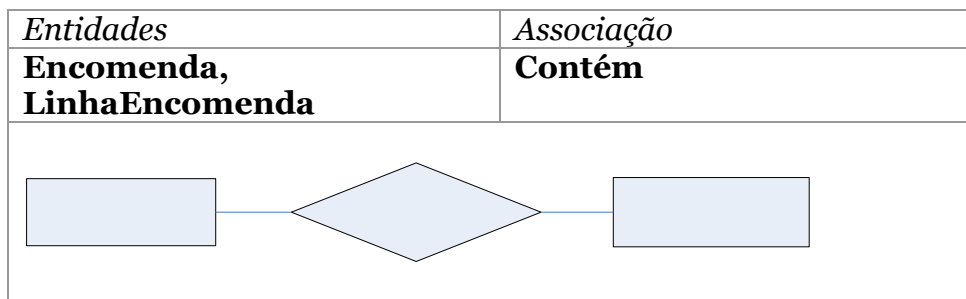 Entidades
Associação
Encomenda,
LinhaEncomenda
Contém